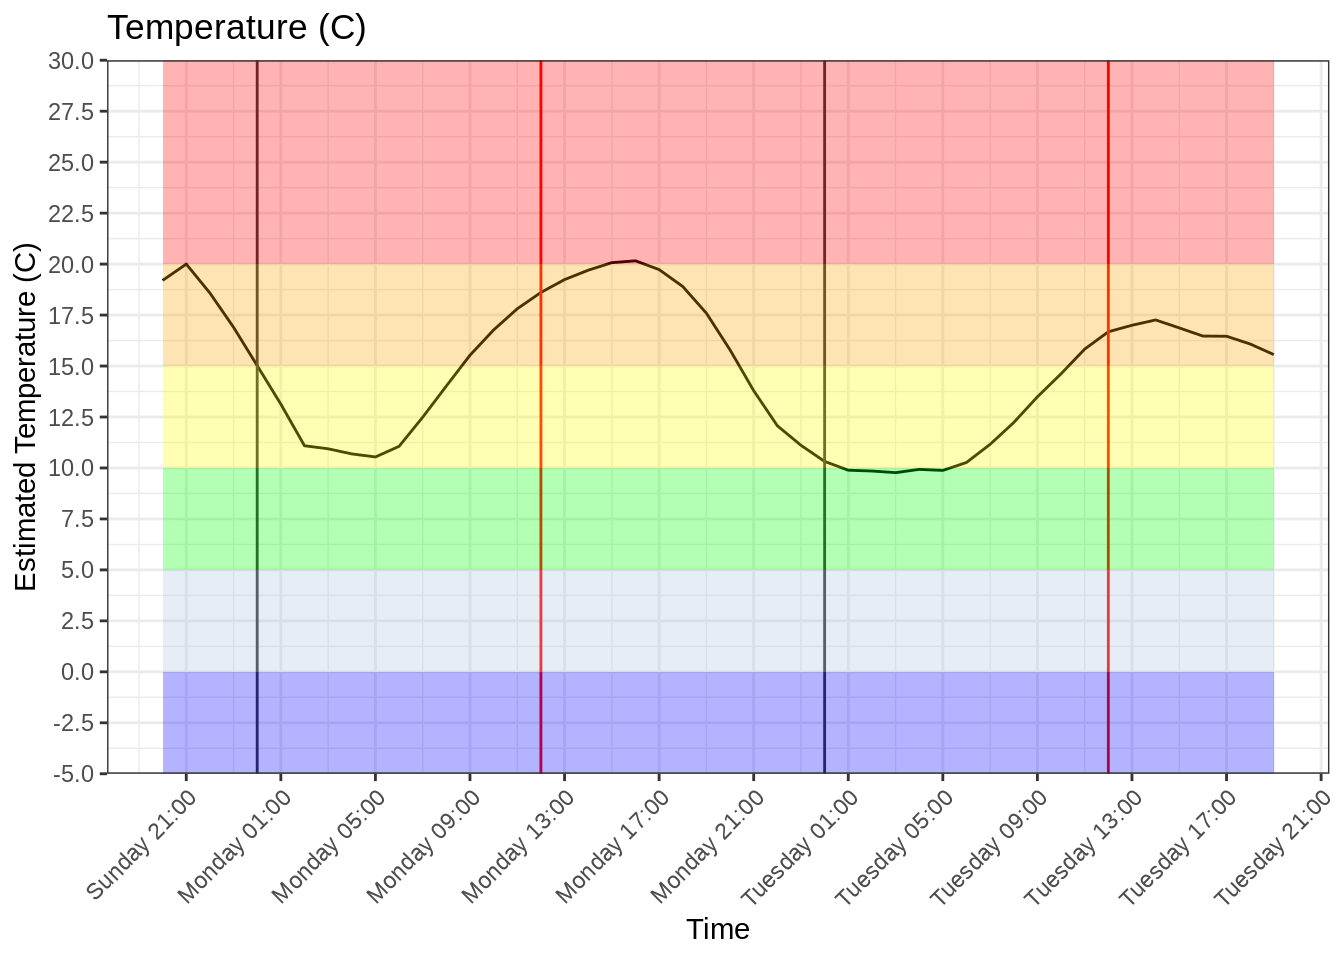 Temperature (C)
Estimated Temperature (C)
30.0
27.5
25.0
22.5
20.0
17.5
15.0
12.5
10.0
7.5
5.0
2.5
0.0
-2.5
-5.0
Sunday 21:00
Monday 01:00
Monday 05:00
Monday 09:00
Monday 13:00
Monday 17:00
Monday 21:00
Tuesday 01:00
Tuesday 05:00
Tuesday 09:00
Tuesday 13:00
Tuesday 17:00
Tuesday 21:00
Time